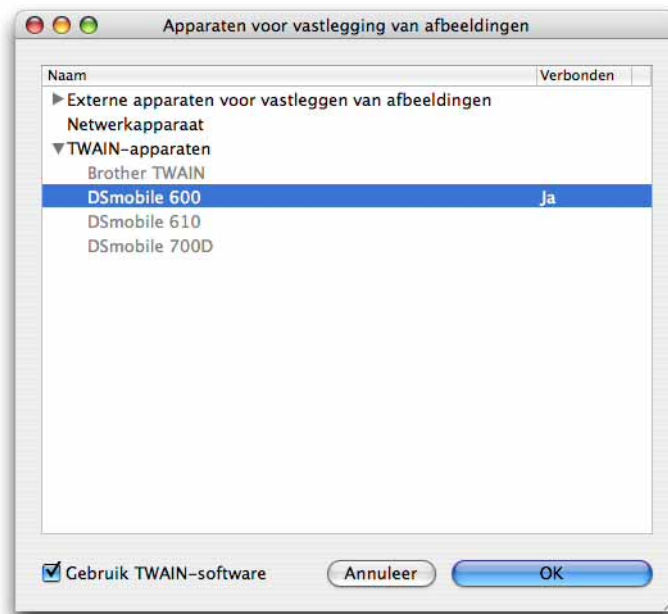 Apparaten voor vastlegging van afbeeldingen
Naam Verbonden
Externe apparaten voor vastleggen van afbeeldingen
Netwerkapparaat
TWAIN-apparaten
Brother TWAIN
DSmobile 600 Ja
DSmobile 610
DSmobile 700D
Gebruik TWAIN-software Annuleer OK